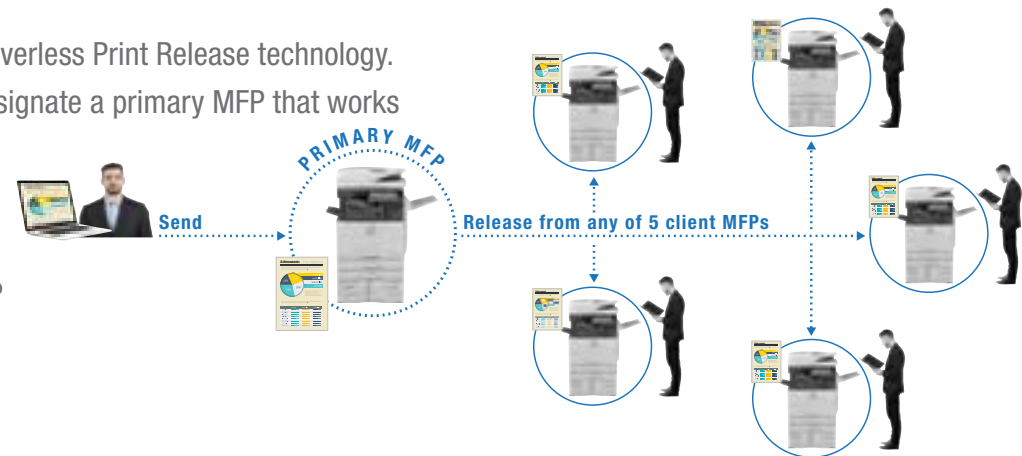 verless Print Release technology.
signate a primary MFP that works
PRIMARY MFP
Send
Release from any of 5 client MFPs
Achievements